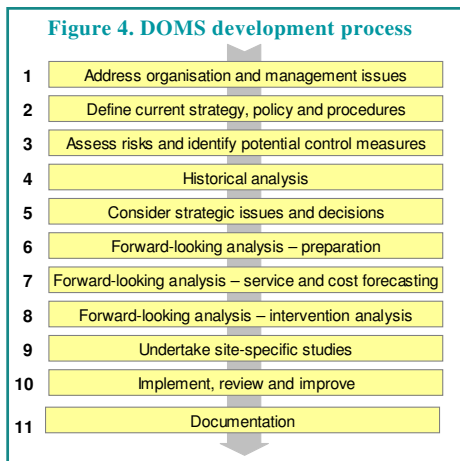 Figure 4. DOMS development process
1 Address organisation and management issues
2 Define current strategy, policy and procedures
3 Assess risks and identify potential control measures
4 Historical analysis
5 Consider strategic issues and decisions
6 Forward-looking analysis – preparation
7 Forward-looking analysis – service and cost forecasting
8 Forward-looking analysis – intervention analysis
9 Undertake site-specific studies
10 Implement, review and improve
11 Documentation